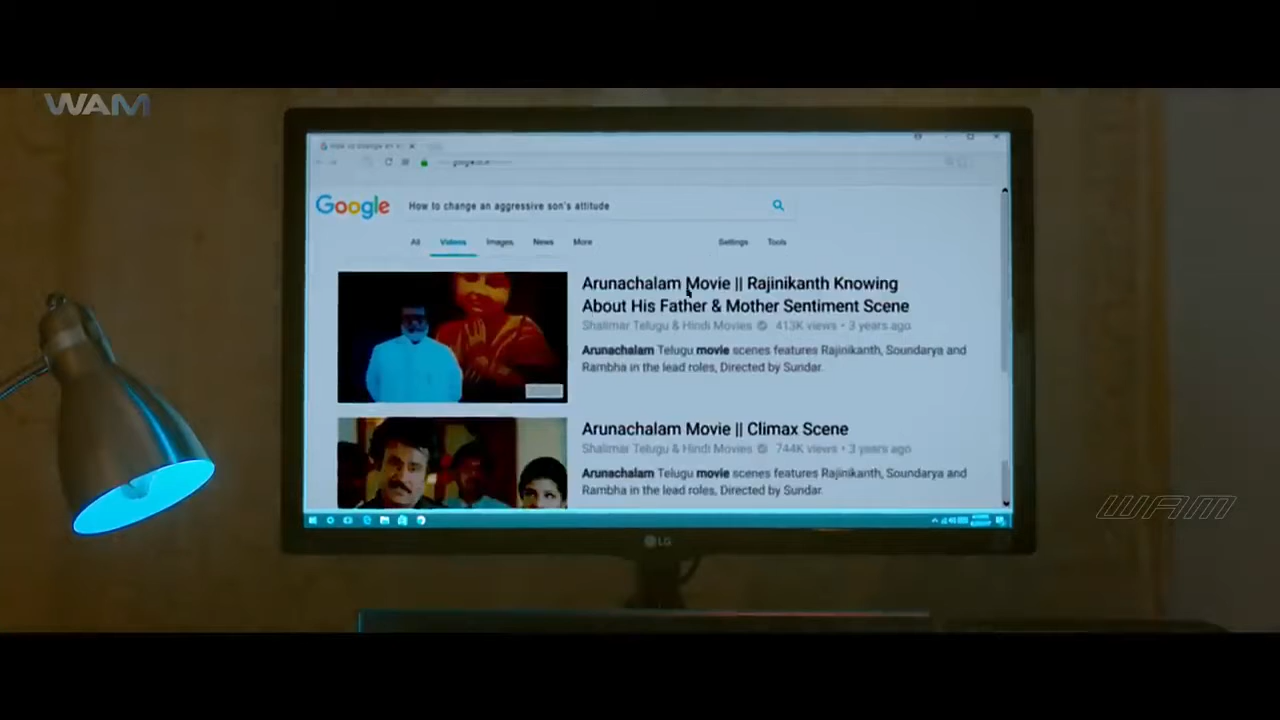 WAM
Google
How to change an aggressive son's attitude
All Videos Images News More Settings Tools
Arunachalam Movie || Rajinikanth Knowing
About His Father & Mother Sentiment Scene
Shalimar Telugu & Hindi Movies 413K views • 3 years ago
Arunachalam Telugu movie scenes features Rajinikanth, Soundarya and
Rambha in the lead roles, Directed by Sundar.
Arunachalam Movie || Climax Scene
Shalimar Telugu & Hindi Movies 744K views • 3 years ago
Arunachalam Telugu movie scenes features Rajinikanth, Soundarya and
Rambha in the lead roles, Directed by Sundar.
WAM
LG